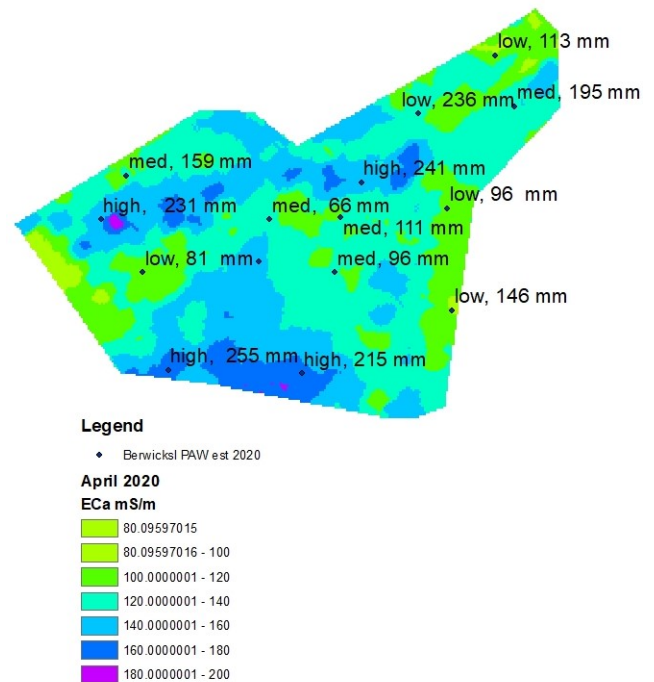 low, 113 mm
low, 236 mm
med, 195 mm
med, 159 mm
high, 241 mm
low, 96 mm
high, 231 mm
med, 66 mm
med, 111 mm
low, 81 mm
med, 96 mm
low, 146 mm
high, 255 mm
high, 215 mm
Legend
Berwicksl PAW est 2020
April 2020
ECa mS/m
80.09597015
80.09597016 - 100
100.0000001 - 120
120.0000001 - 140
140.0000001 - 160
160.0000001 - 180
180.0000001 - 200